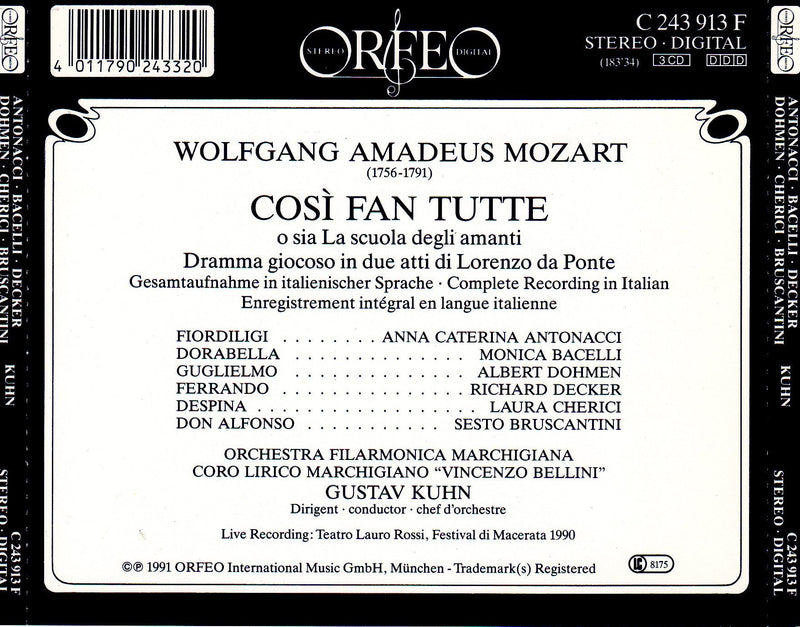 4 011790 243320
STEREO ORFEO DIGITAL
C 243 913 F
STEREO · DIGITAL
(183'34) 3 CD DDD
WOLFGANG AMADEUS MOZART
(1756-1791)
COSÌ FAN TUTTE
o sia La scuola degli amanti
Dramma giocoso in due atti di Lorenzo da Ponte
Gesamtaufnahme in italienischer Sprache · Complete Recording in Italian
Enregistrement intégral en langue italienne
FIORDILIGI . . . . . . . . ANNA CATERINA ANTONACCI
DORABELLA . . . . . . . . . . . . . . . MONICA BACELLI
GUGLIELMO . . . . . . . . . . . . . . . ALBERT DOHMEN
FERRANDO . . . . . . . . . . . . . . . RICHARD DECKER
DESPINA . . . . . . . . . . . . . . . . . . LAURA CHERICI
DON ALFONSO . . . . . . . . . . . SESTO BRUSCANTINI
ORCHESTRA FILARMONICA MARCHIGIANA
CORO LIRICO MARCHIGIANO “VINCENZO BELLINI”
GUSTAV KUHN
Dirigent · conductor · chef d'orchestre
Live Recording: Teatro Lauro Rossi, Festival di Macerata 1990
©℗ 1991 ORFEO International Music GmbH, München - Trademark(s) Registered
LC 8175
ORFEO
ANTONACCI · BACELLI · DECKER
DOHMEN · CHERICI · BRUSCANTINI
KUHN
C 243 913 F
STEREO · DIGITAL
ORFEO
ANTONACCI · BACELLI · DECKER
DOHMEN · CHERICI · BRUSCANTINI
KUHN
C 243 913 F
STEREO · DIGITAL